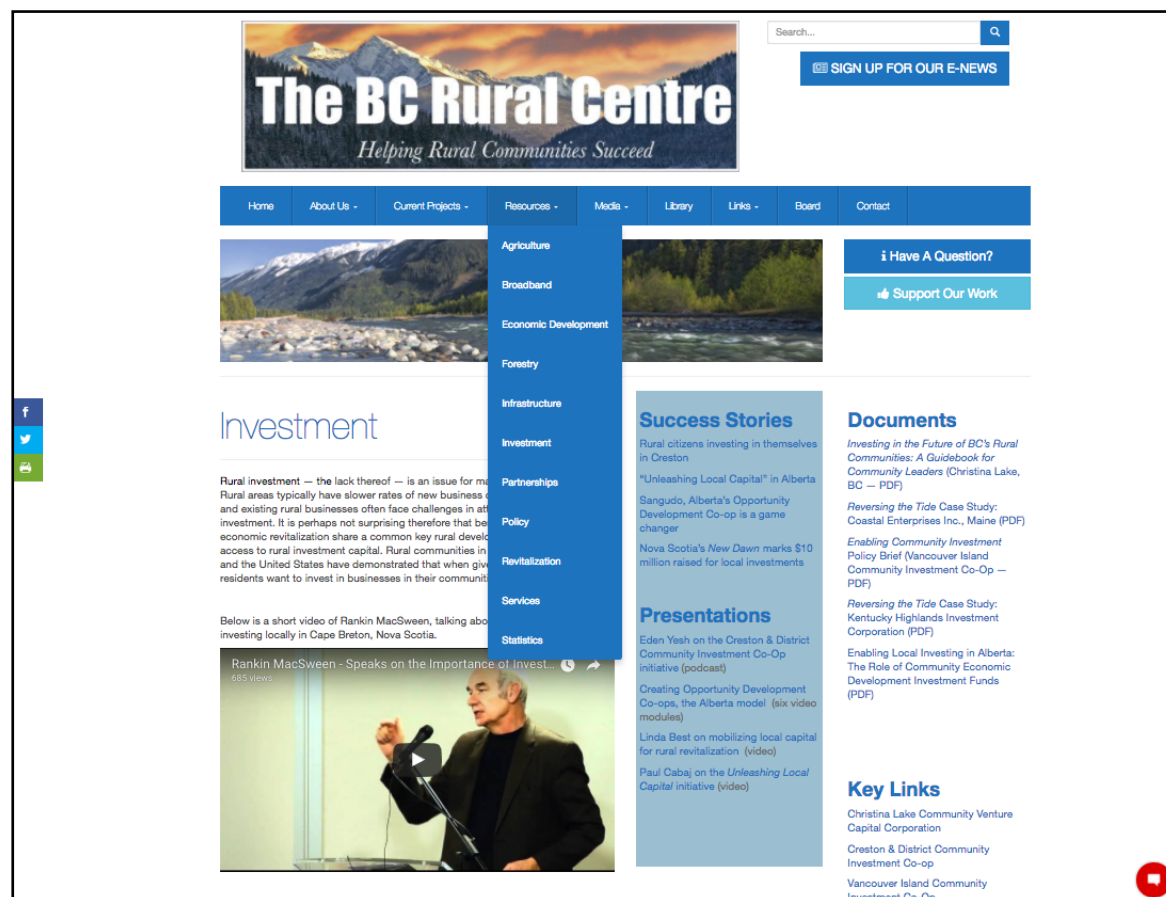 The BC Rural Centre
Helping Rural Communities Succeed
Search...
SIGN UP FOR OUR E-NEWS
Home
About Us
Current Projects
Resources
Media
Library
Links
Board
Contact
Agriculture
Broadband
Economic Development
Forestry
Infrastructure
Investment
Partnerships
Policy
Revitalization
Services
Statistics
i Have A Question?
Support Our Work
Investment
Rural investment — the lack thereof — is an issue for
Rural areas typically have slower rates of new business
and existing rural businesses often face challenges in
investment. It is perhaps not surprising therefore that
economic revitalization share a common key rural
access to rural investment capital. Rural communities in
and the United States have demonstrated that when
residents want to invest in businesses in their
Below is a short video of Rankin MacSween, talking
investing locally in Cape Breton, Nova Scotia.
Rankin MacSween - Speaks on the Importance of Invest...
685 views
Success Stories
Rural citizens investing in themselves
in Creston
“Unleashing Local Capital” in Alberta
Sangudo, Alberta’s Opportunity
Development Co-op is a game
changer
Nova Scotia’s New Dawn marks $10
million raised for local investments
Presentations
Eden Yesh on the Creston & District
Community Investment Co-Op
initiative (podcast)
Creating Opportunity Development
Co-ops, the Alberta model (six video
modules)
Linda Best on mobilizing local capital
for rural revitalization (video)
Paul Cabaj on the Unleashing Local
Capital initiative (video)
Documents
Investing in the Future of BC’s Rural
Communities: A Guidebook for
Community Leaders (Christina Lake,
BC — PDF)
Reversing the Tide Case Study:
Coastal Enterprises Inc., Maine (PDF)
Enabling Community Investment
Policy Brief (Vancouver Island
Community Investment Co-Op —
PDF)
Reversing the Tide Case Study:
Kentucky Highlands Investment
Corporation (PDF)
Enabling Local Investing in Alberta:
The Role of Community Economic
Development Investment Funds
(PDF)
Key Links
Christina Lake Community Venture
Capital Corporation
Creston & District Community
Investment Co-op
Vancouver Island Community
Investment Co-Op